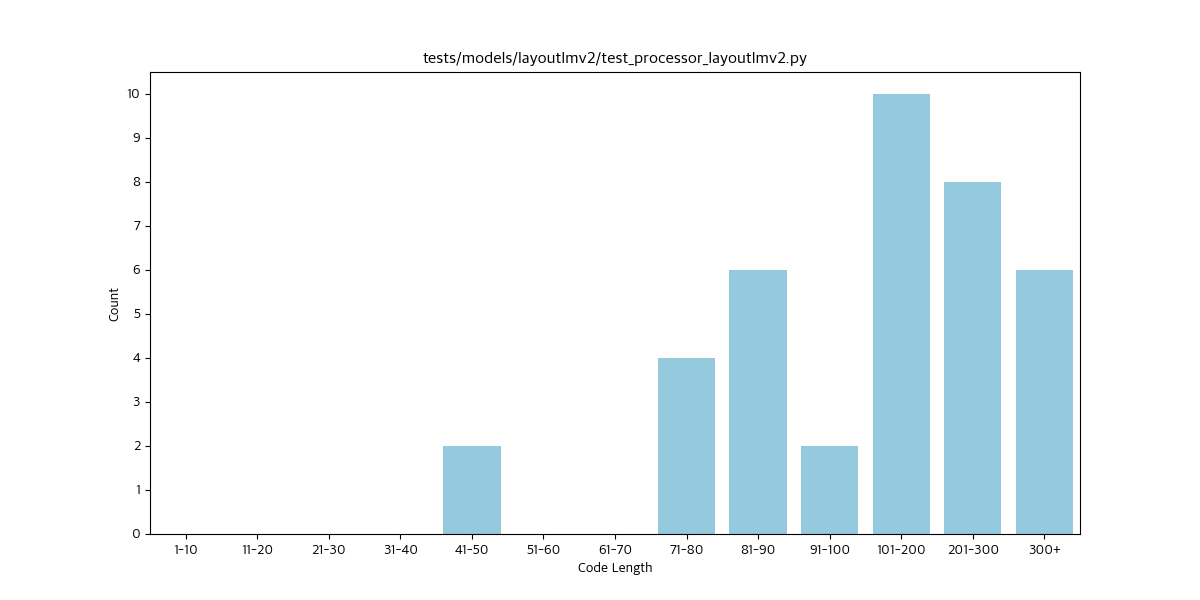 tests/models/layoutlmv2/test_processor_layoutlmv2.py
10
9
8
7
6
5
4
3
2
1
0
Count
1-10 11-20 21-30 31-40 41-50 51-60 61-70 71-80 81-90 91-100 101-200 201-300 300+
Code Length